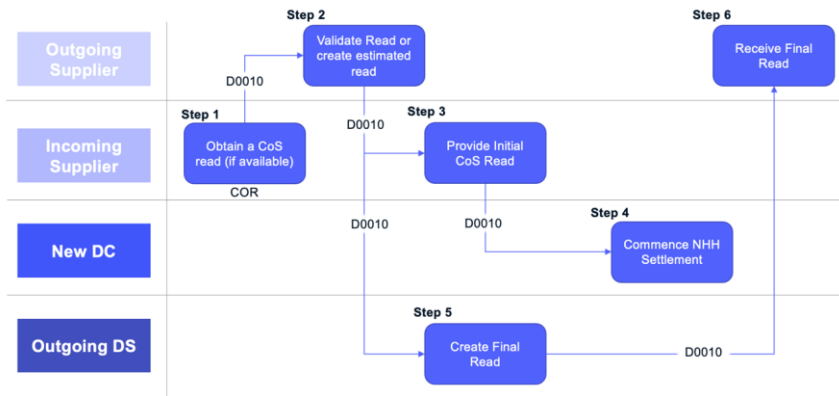 Step 2
Step 6
Outgoing
Supplier
Validate Read or
create estimated
read
Receive Final
Read
D0010
Step 1
D0010
Step 3
Incoming
Supplier
Obtain a CoS
read (if available)
Provide Initial
CoS Read
COR
Step 4
D0010
D0010
New DC
Commence NHH
Settlement
Step 5
Outgoing DS
Create Final
Read
D0010